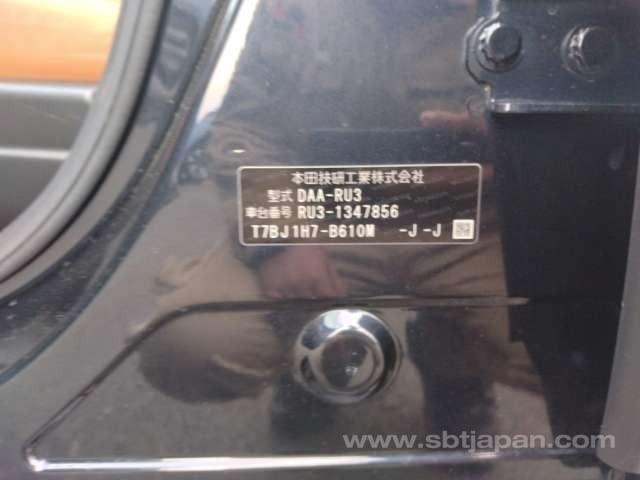 本田技研工業株式会社
型式 DAA-RU3
車台番号 RU3-1347856
T7BJ1H7-B610M -J-J
www.sbtjapan.com